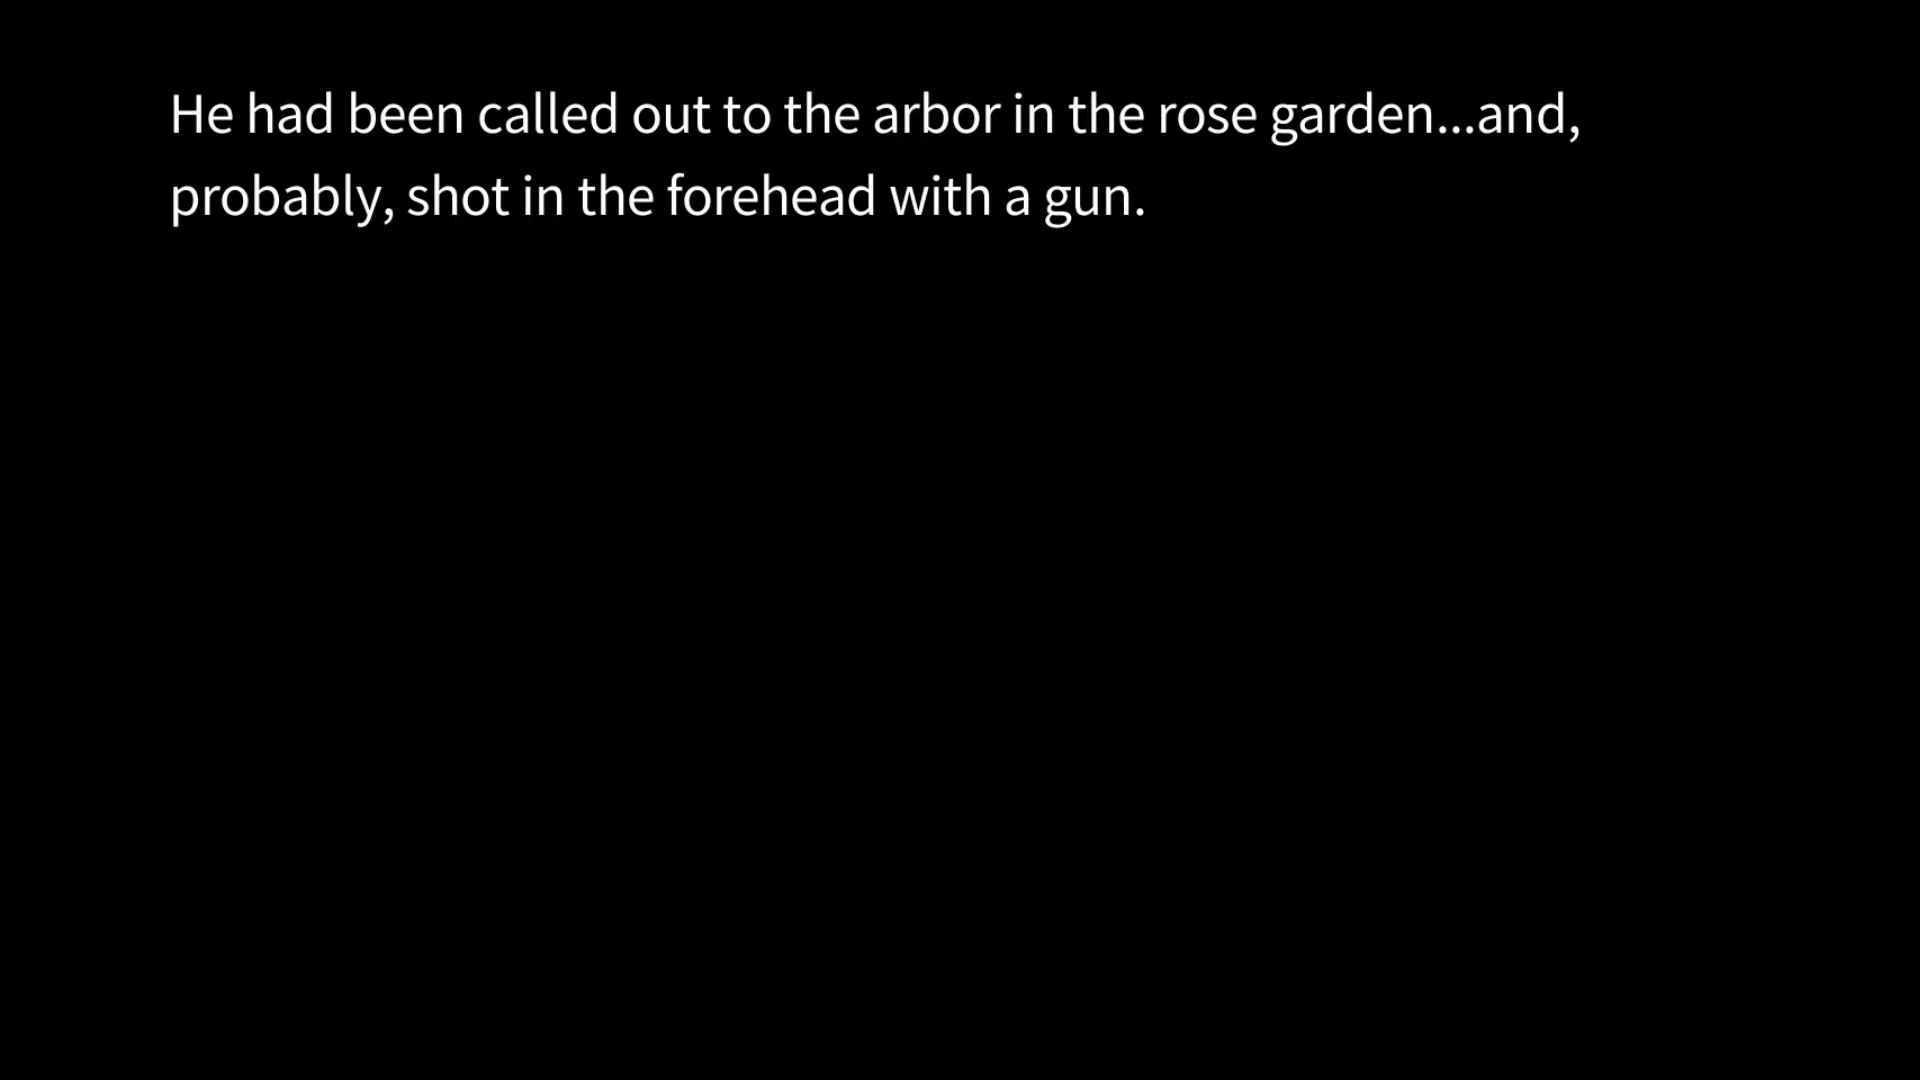 He had been called out to the arbor in the rose garden...and,
probably, shot in the forehead with a gun.